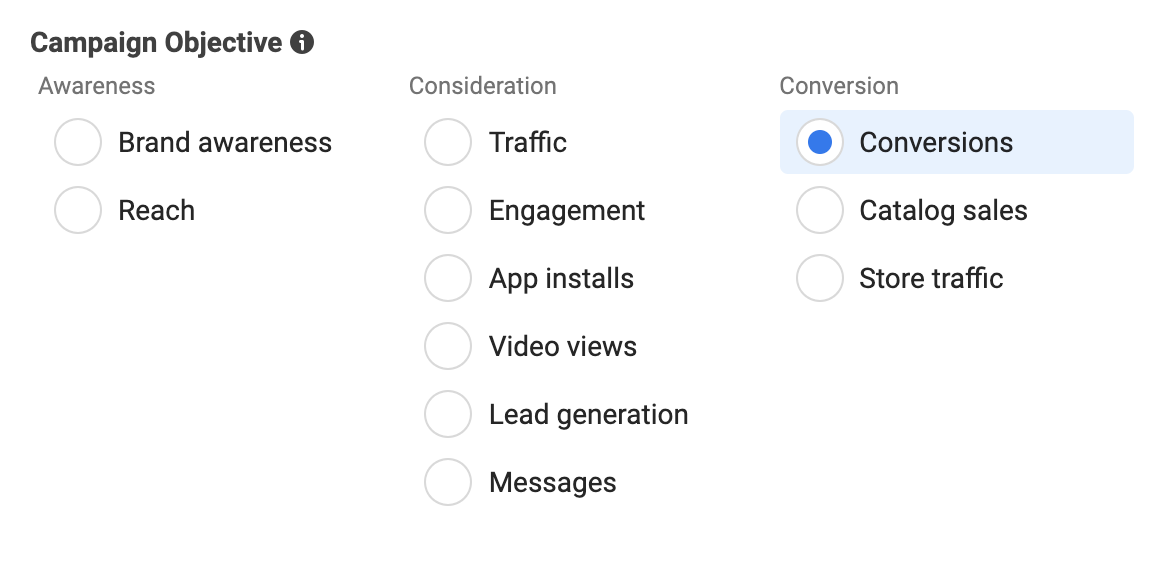 Campaign Objective
Awareness
Brand awareness
Reach
Consideration
Traffic
Engagement
App installs
Video views
Lead generation
Messages
Conversion
Conversions
Catalog sales
Store traffic